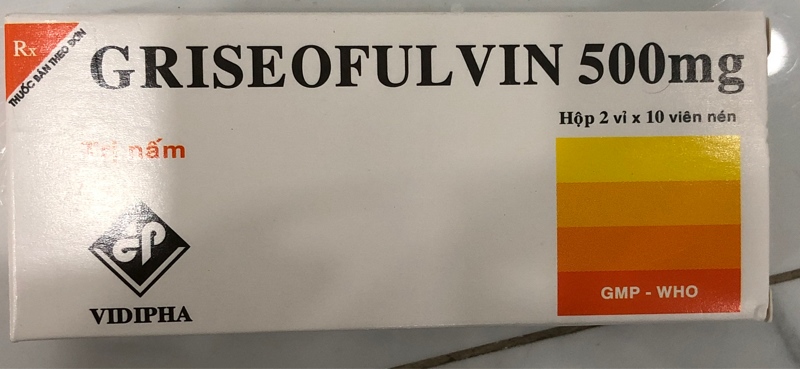 Rx
THUỐC BÁN THEO ĐƠN
GRISEOFULVIN 500mg
Hộp 2 vỉ x 10 viên nén
Trị nấm
VIDIPHA
GMP - WHO